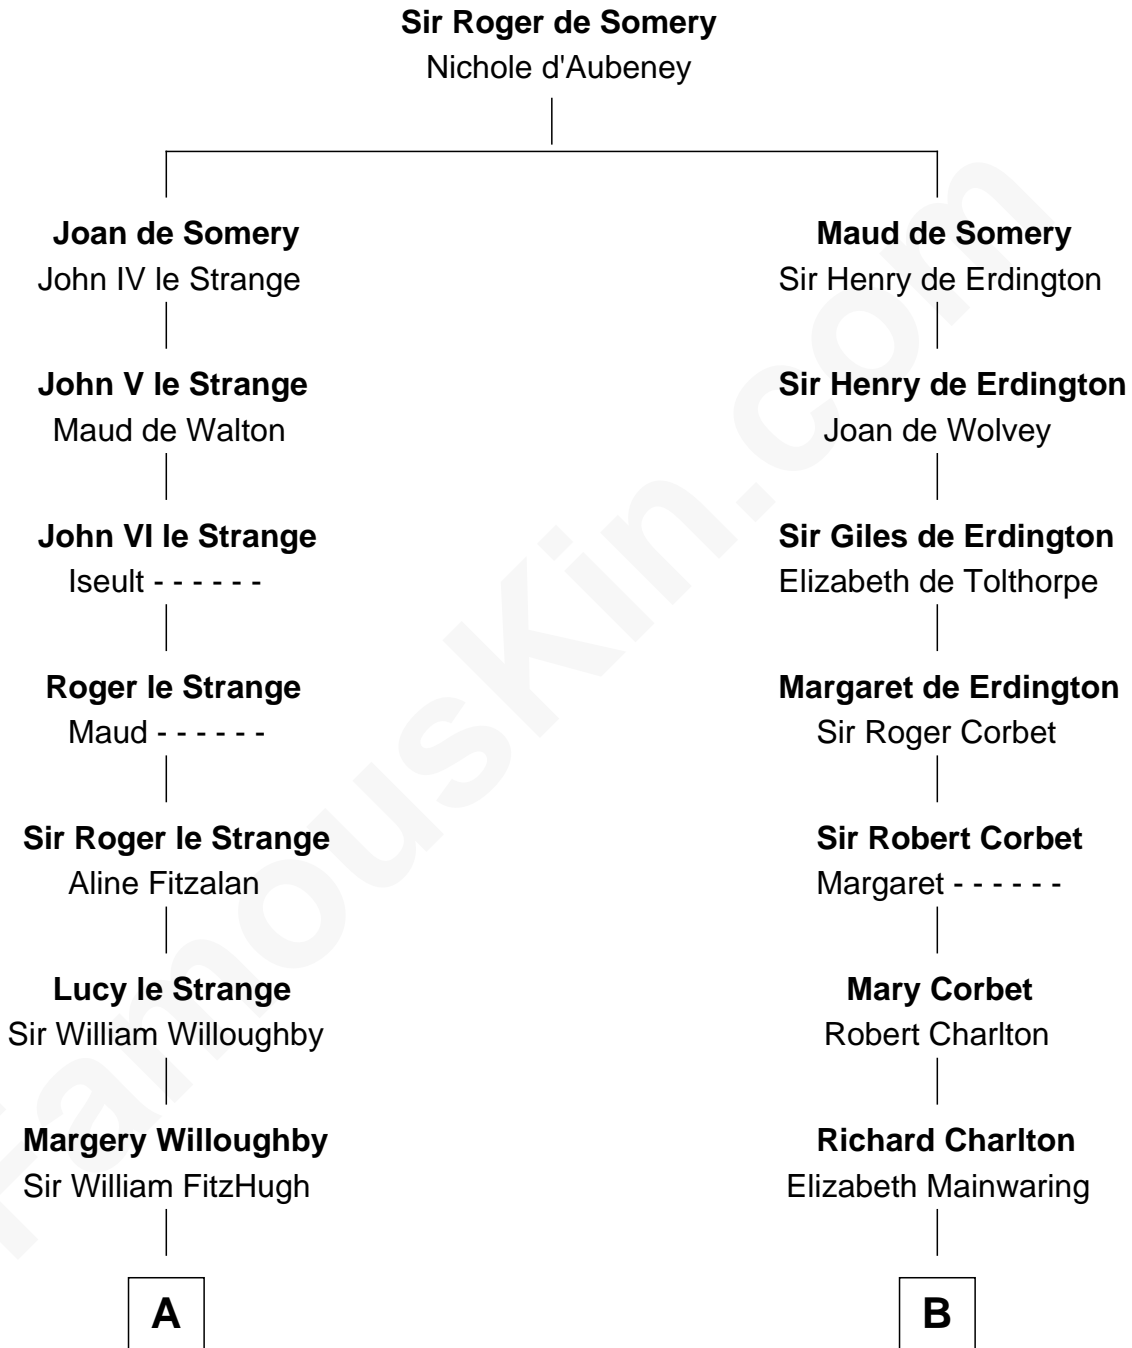 Sir Roger de Somery
Nichole d'Aubeney
Joan de Somery
John IV le Strange
Maud de Somery
Sir Henry de Erdington
John V le Strange
Maud de Walton
Sir Henry de Erdington
Joan de Wolvey
John VI le Strange
Iseult - - - - - -
Sir Giles de Erdington
Elizabeth de Tolthorpe
Roger le Strange
Maud - - - - - -
Margaret de Erdington
Sir Roger Corbet
Sir Roger le Strange
Aline Fitzalan
Sir Robert Corbet
Margaret - - - - - -
Lucy le Strange
Sir William Willoughby
Mary Corbet
Robert Charlton
Margery Willoughby
Sir William FitzHugh
Richard Charlton
Elizabeth Mainwaring
A
B
FamousKin.com